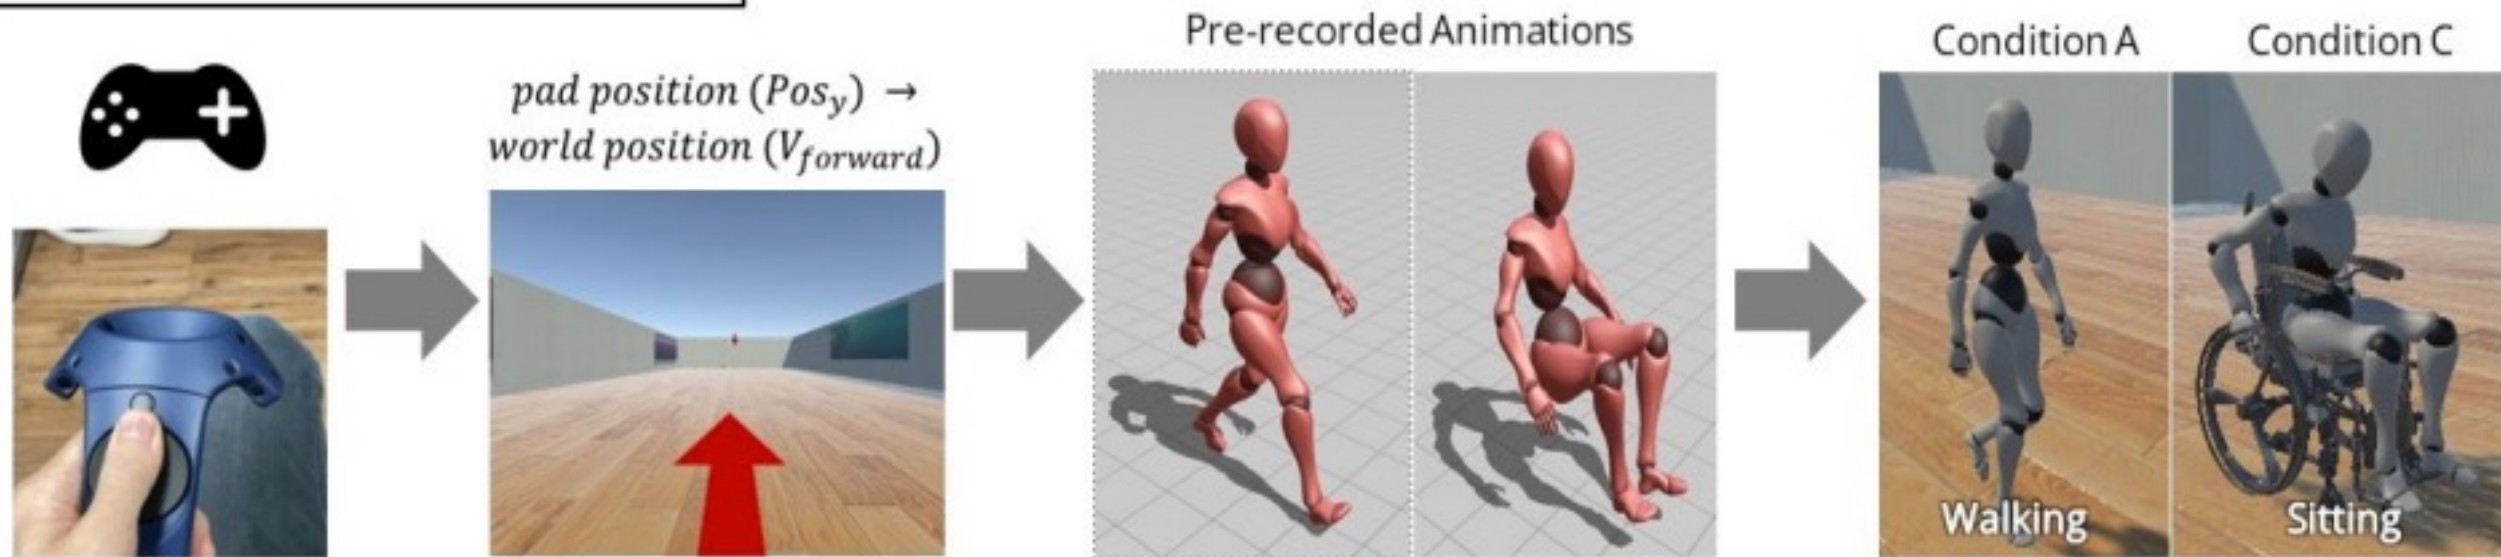 pad position (Pos_y) →
world position (V_forward)
Pre-recorded Animations
Condition A
Condition C
Walking
Sitting